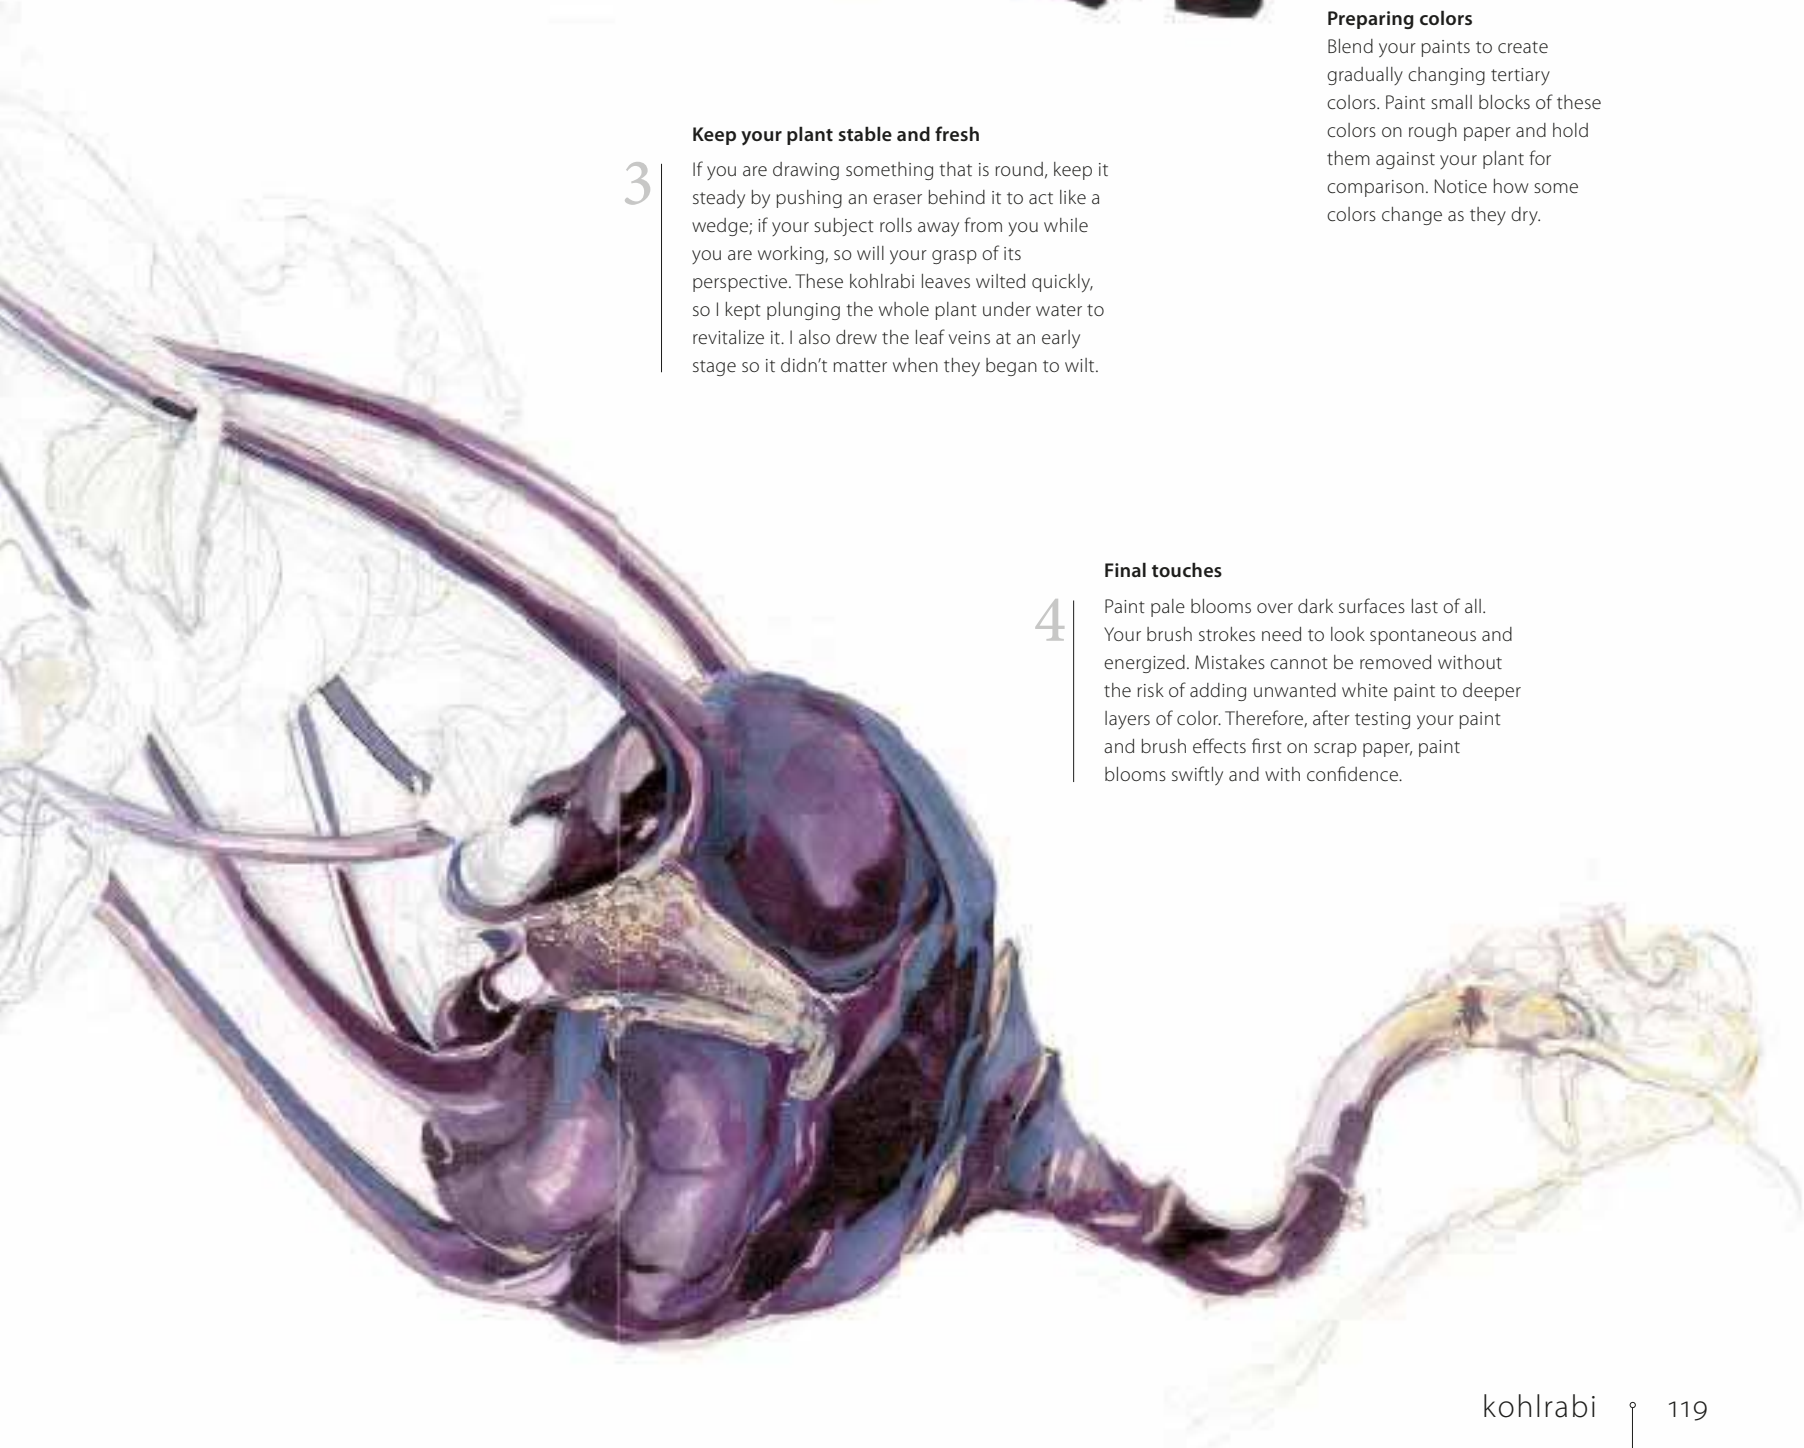 Preparing colors
Blend your paints to create
gradually changing tertiary
colors. Paint small blocks of these
colors on rough paper and hold
them against your plant for
comparison. Notice how some
colors change as they dry.
Keep your plant stable and fresh
3
If you are drawing something that is round, keep it
steady by pushing an eraser behind it to act like a
wedge; if your subject rolls away from you while
you are working, so will your grasp of its
perspective. These kohlrabi leaves wilted quickly,
so I kept plunging the whole plant under water to
revitalize it. I also drew the leaf veins at an early
stage so it didn’t matter when they began to wilt.
Final touches
4
Paint pale blooms over dark surfaces last of all.
Your brush strokes need to look spontaneous and
energized. Mistakes cannot be removed without
the risk of adding unwanted white paint to deeper
layers of color. Therefore, after testing your paint
and brush effects first on scrap paper, paint
blooms swiftly and with confidence.
kohlrabi 119